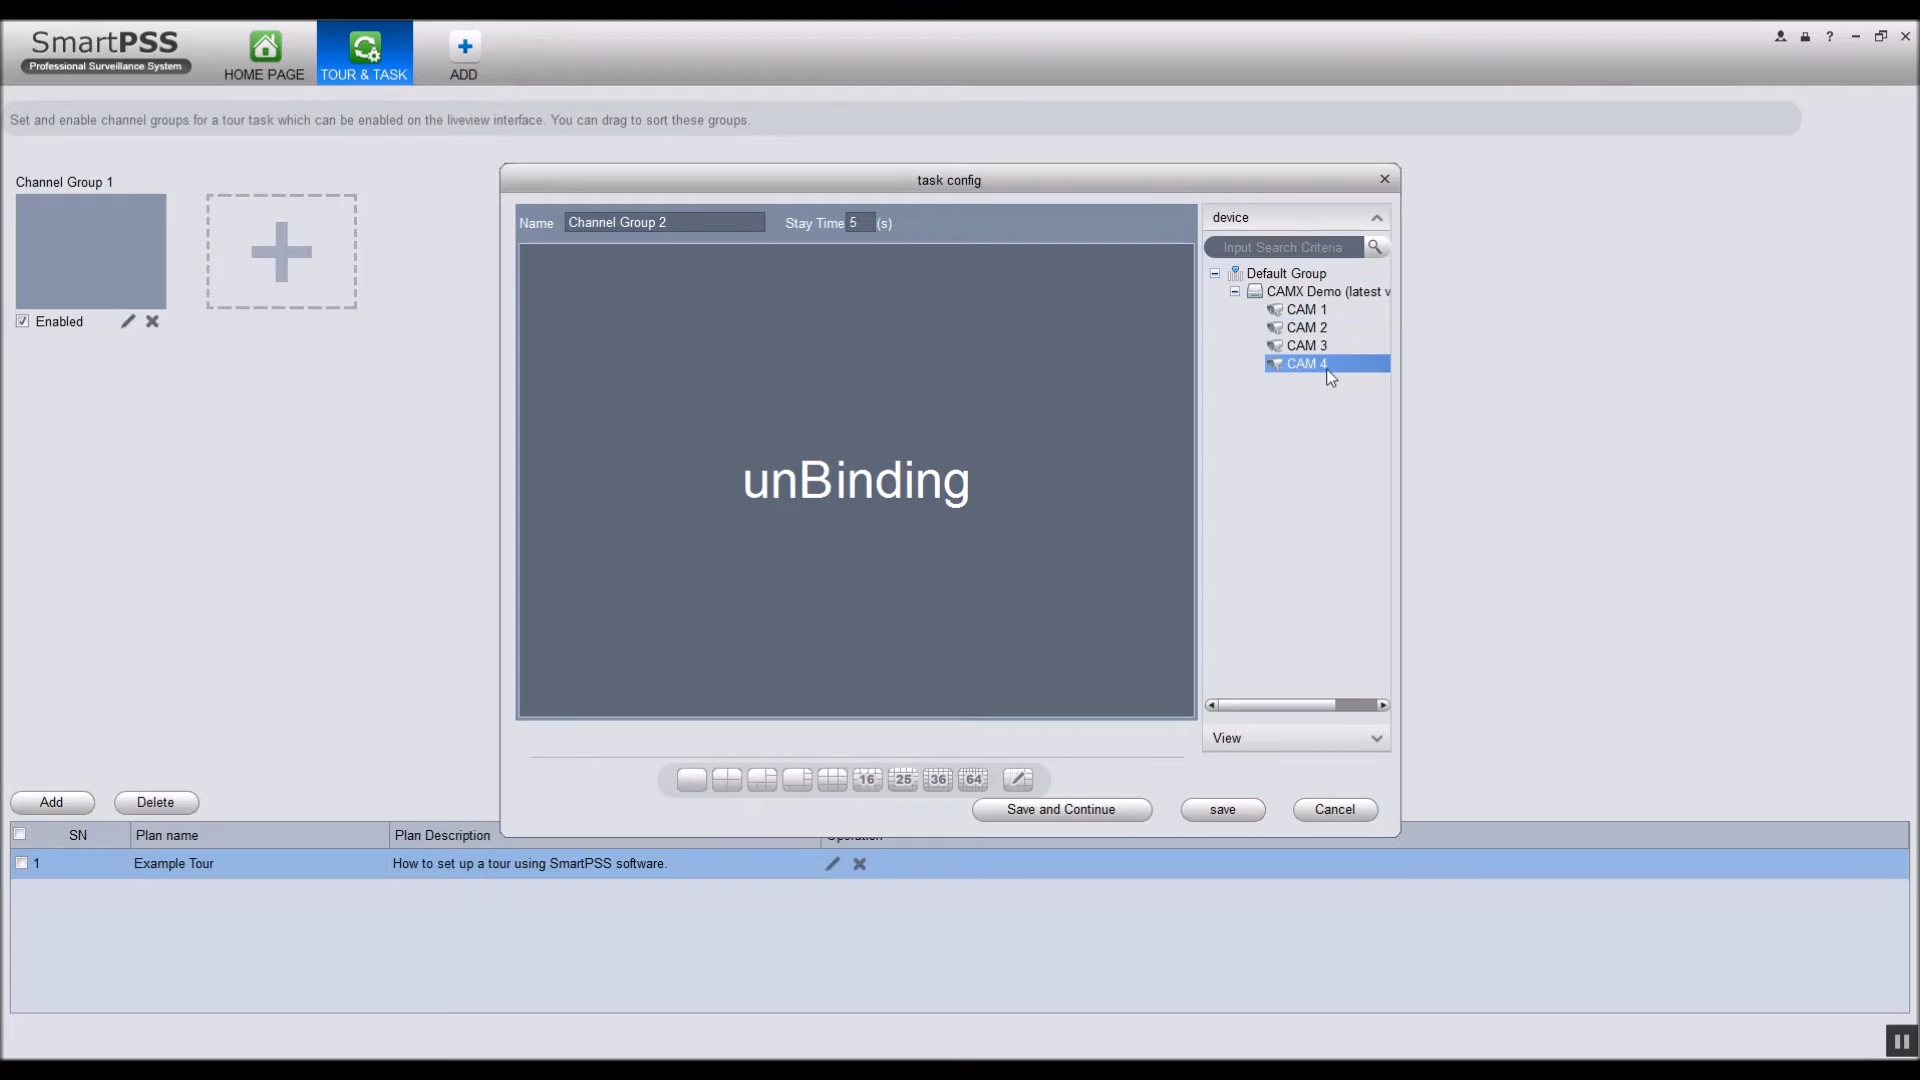 SmartPSS
Professional Surveillance System
HOME PAGE
TOUR & TASK
ADD
?
Set and enable channel groups for a tour task which can be enabled on the liveview interface. You can drag to sort these groups.
Channel Group 1
Enabled
task config
Name Channel Group 2 Stay Time 5 (s)
unBinding
device
Input Search Criteria
Default Group
CAMX Demo (latest v
CAM 1
CAM 2
CAM 3
CAM 4
View
16 25 36 64
Save and Continue save Cancel
Add Delete
SN Plan name Plan Description Operation
1 Example Tour How to set up a tour using SmartPSS software.